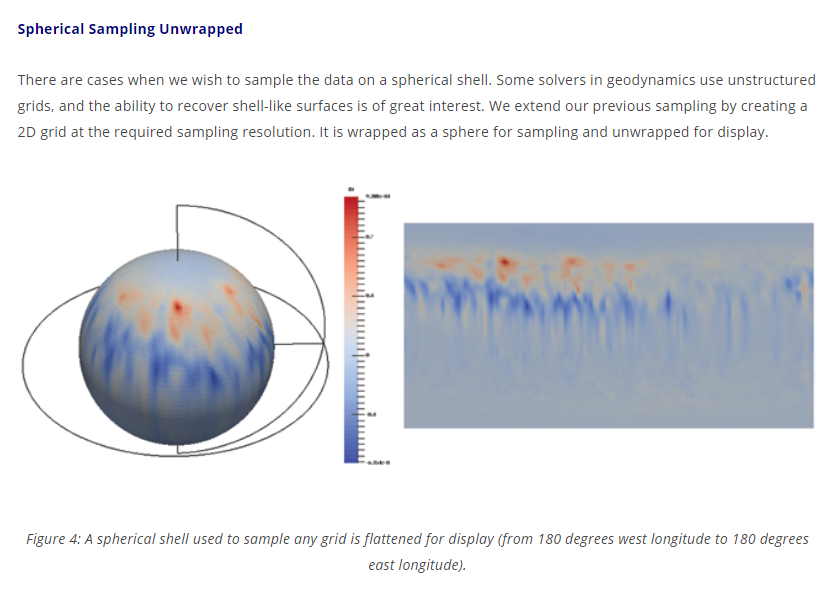 Spherical Sampling Unwrapped
There are cases when we wish to sample the data on a spherical shell. Some solvers in geodynamics use unstructured
grids, and the ability to recover shell-like surfaces is of great interest. We extend our previous sampling by creating a
2D grid at the required sampling resolution. It is wrapped as a sphere for sampling and unwrapped for display.
Figure 4: A spherical shell used to sample any grid is flattened for display (from 180 degrees west longitude to 180 degrees
east longitude).